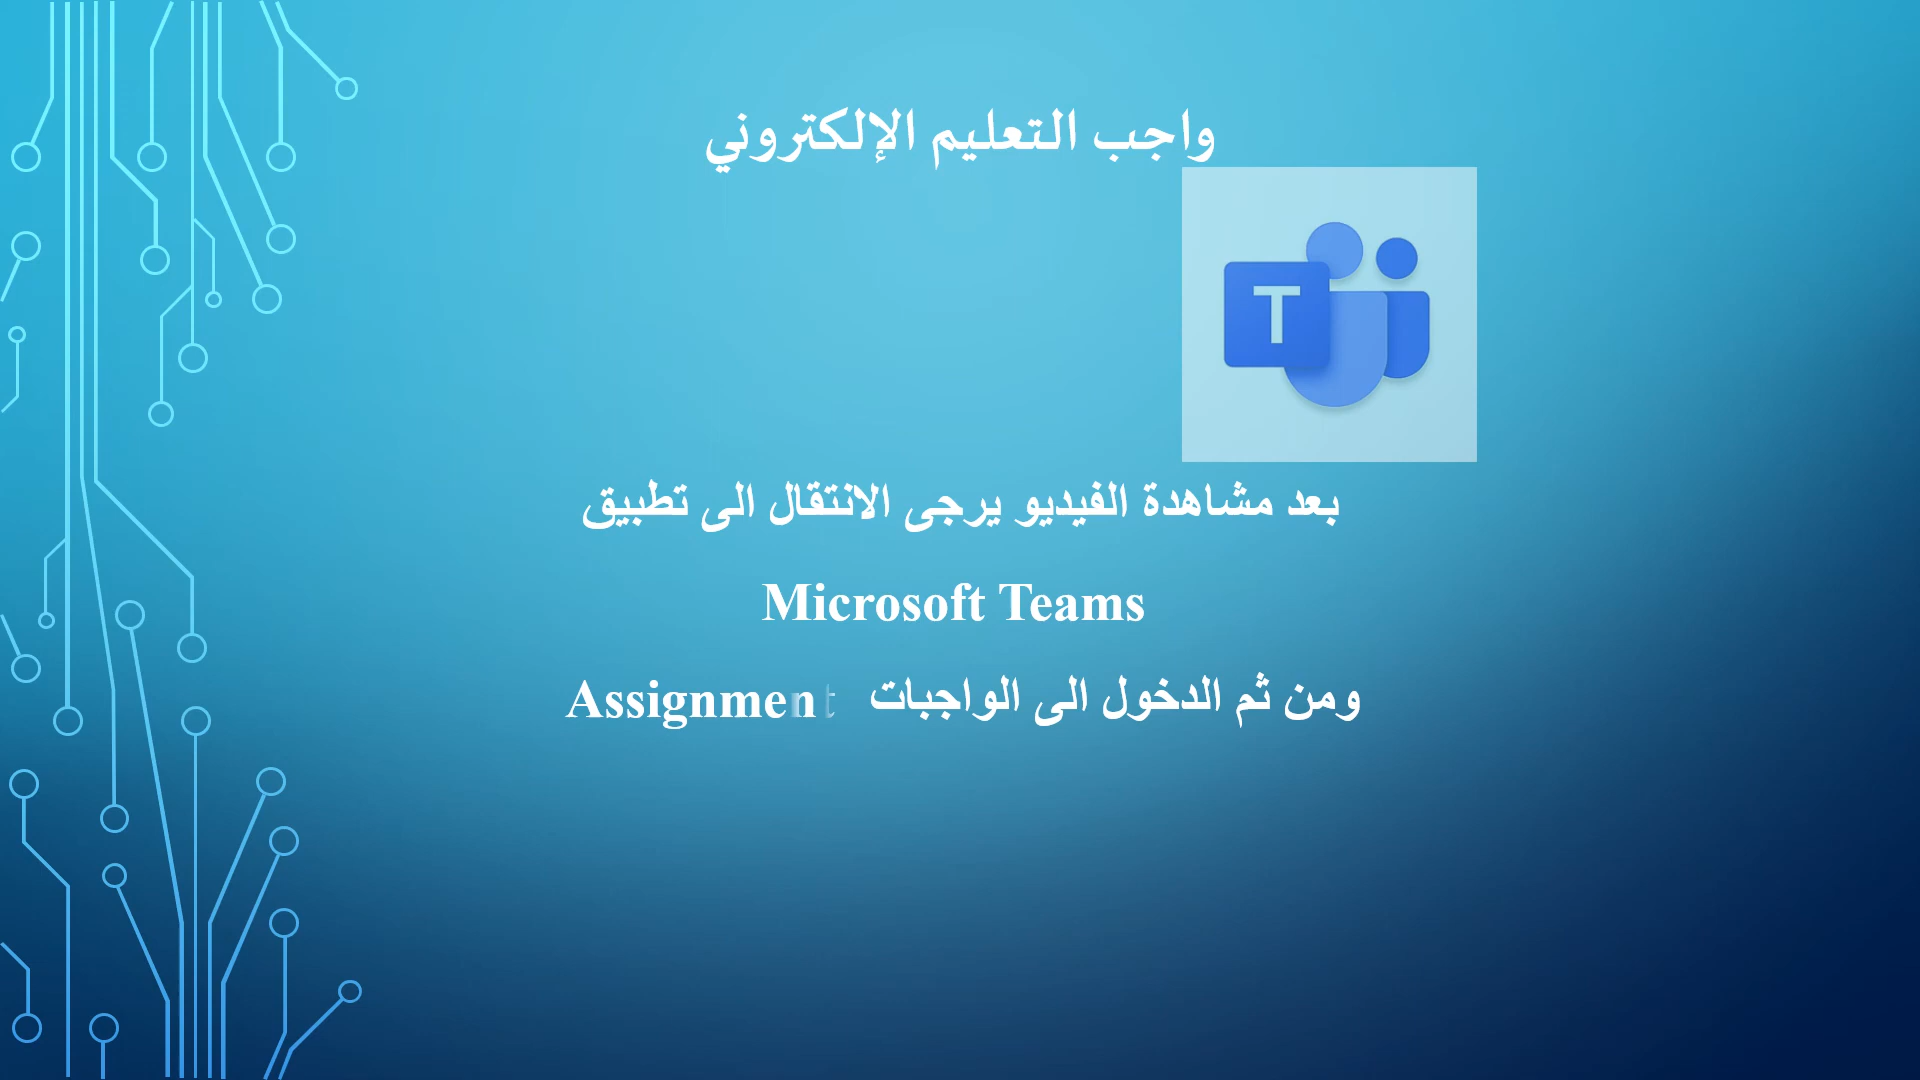 واجب التعليم الإلكتروني
T
بعد مشاهدة الفيديو يرجى الانتقال الى تطبيق
Microsoft Teams
ومن ثم الدخول الى الواجبات Assignment